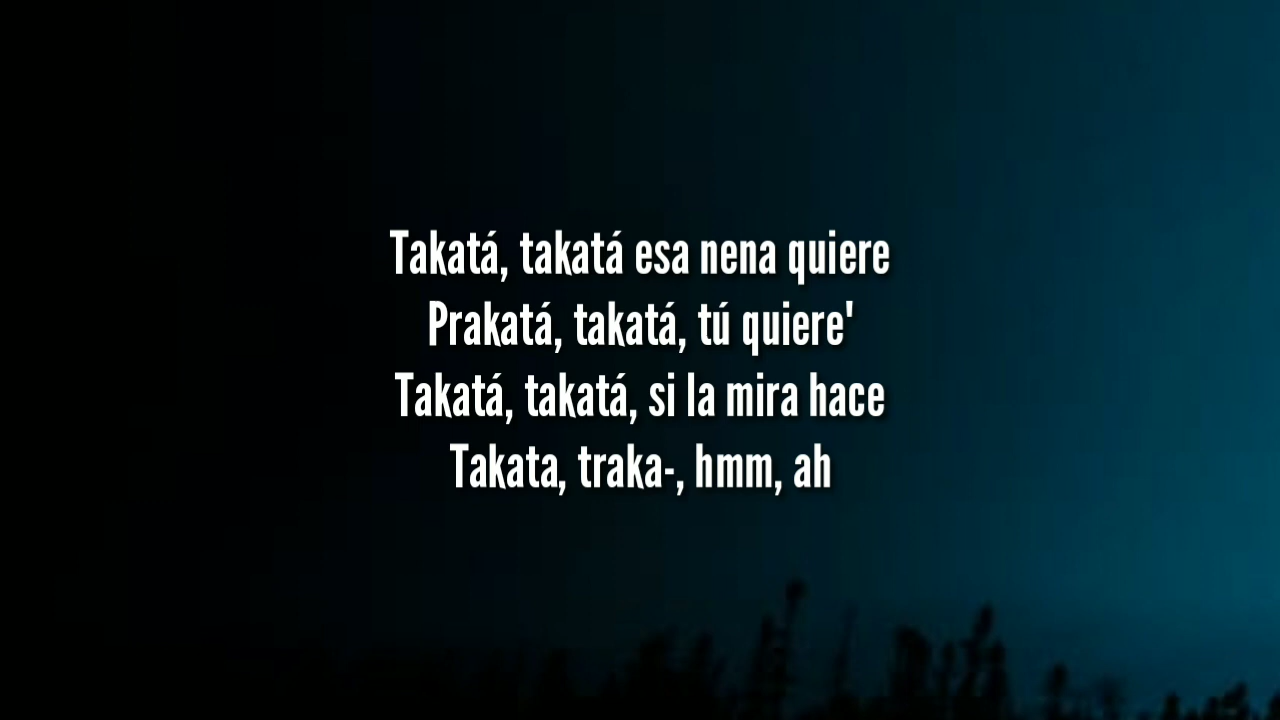 Takatá, takatá esa nena quiere
Prakatá, takatá, tú quiere'
Takatá, takatá, si la mira hace
Takata, traka-, hmm, ah